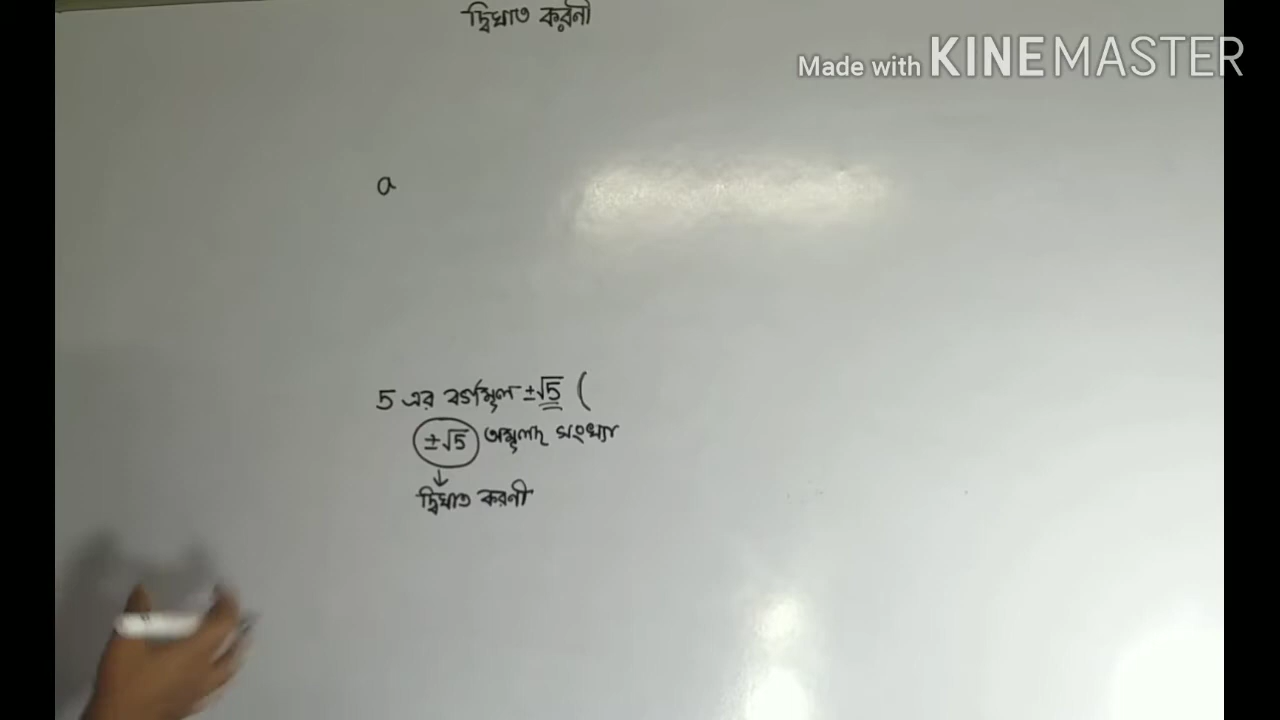 দ্বিঘাত করণী
Made with KINEMASTER
a
5 এর বর্গমূল ±√5 (
±√5 অমূলদ সংখ্যা
↓
দ্বিঘাত করণী